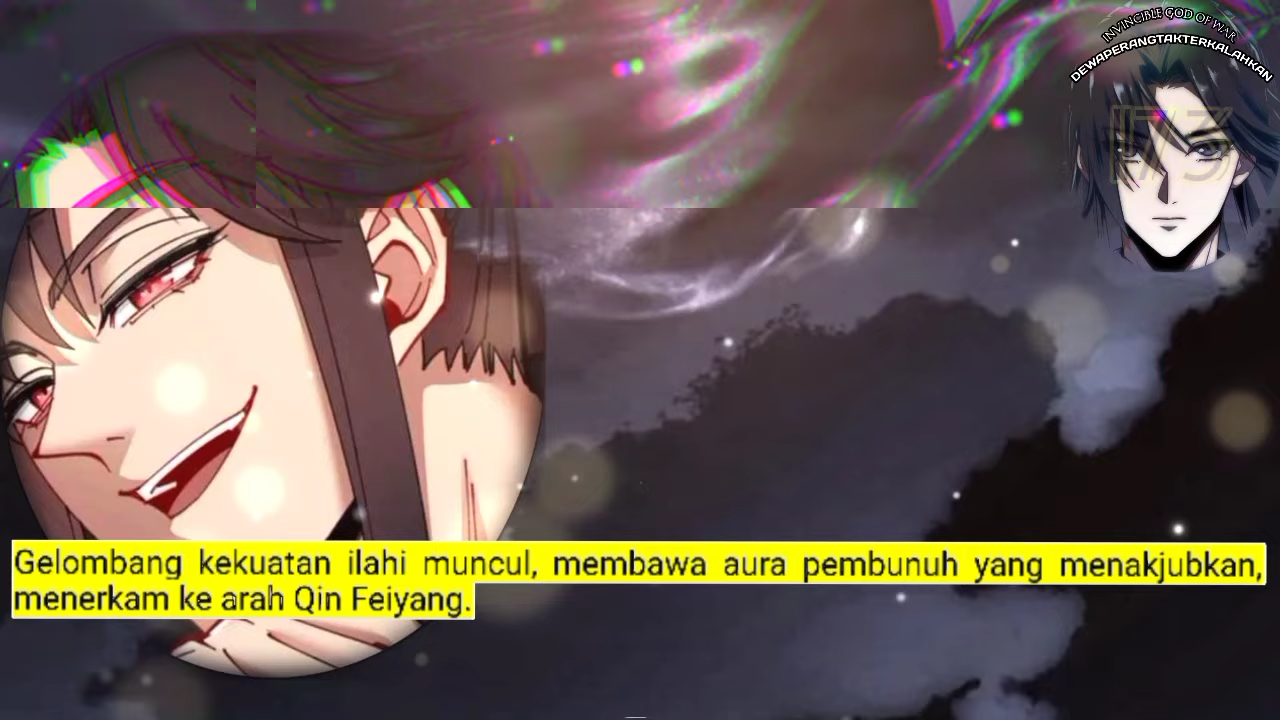 INVINCIBLE GOD OF WAR
DEWAPERANGTAKTERKALAHKAN
Gelombang kekuatan ilahi muncul, membawa aura pembunuh yang menakjubkan,
menerkam ke arah Qin Feiyang.